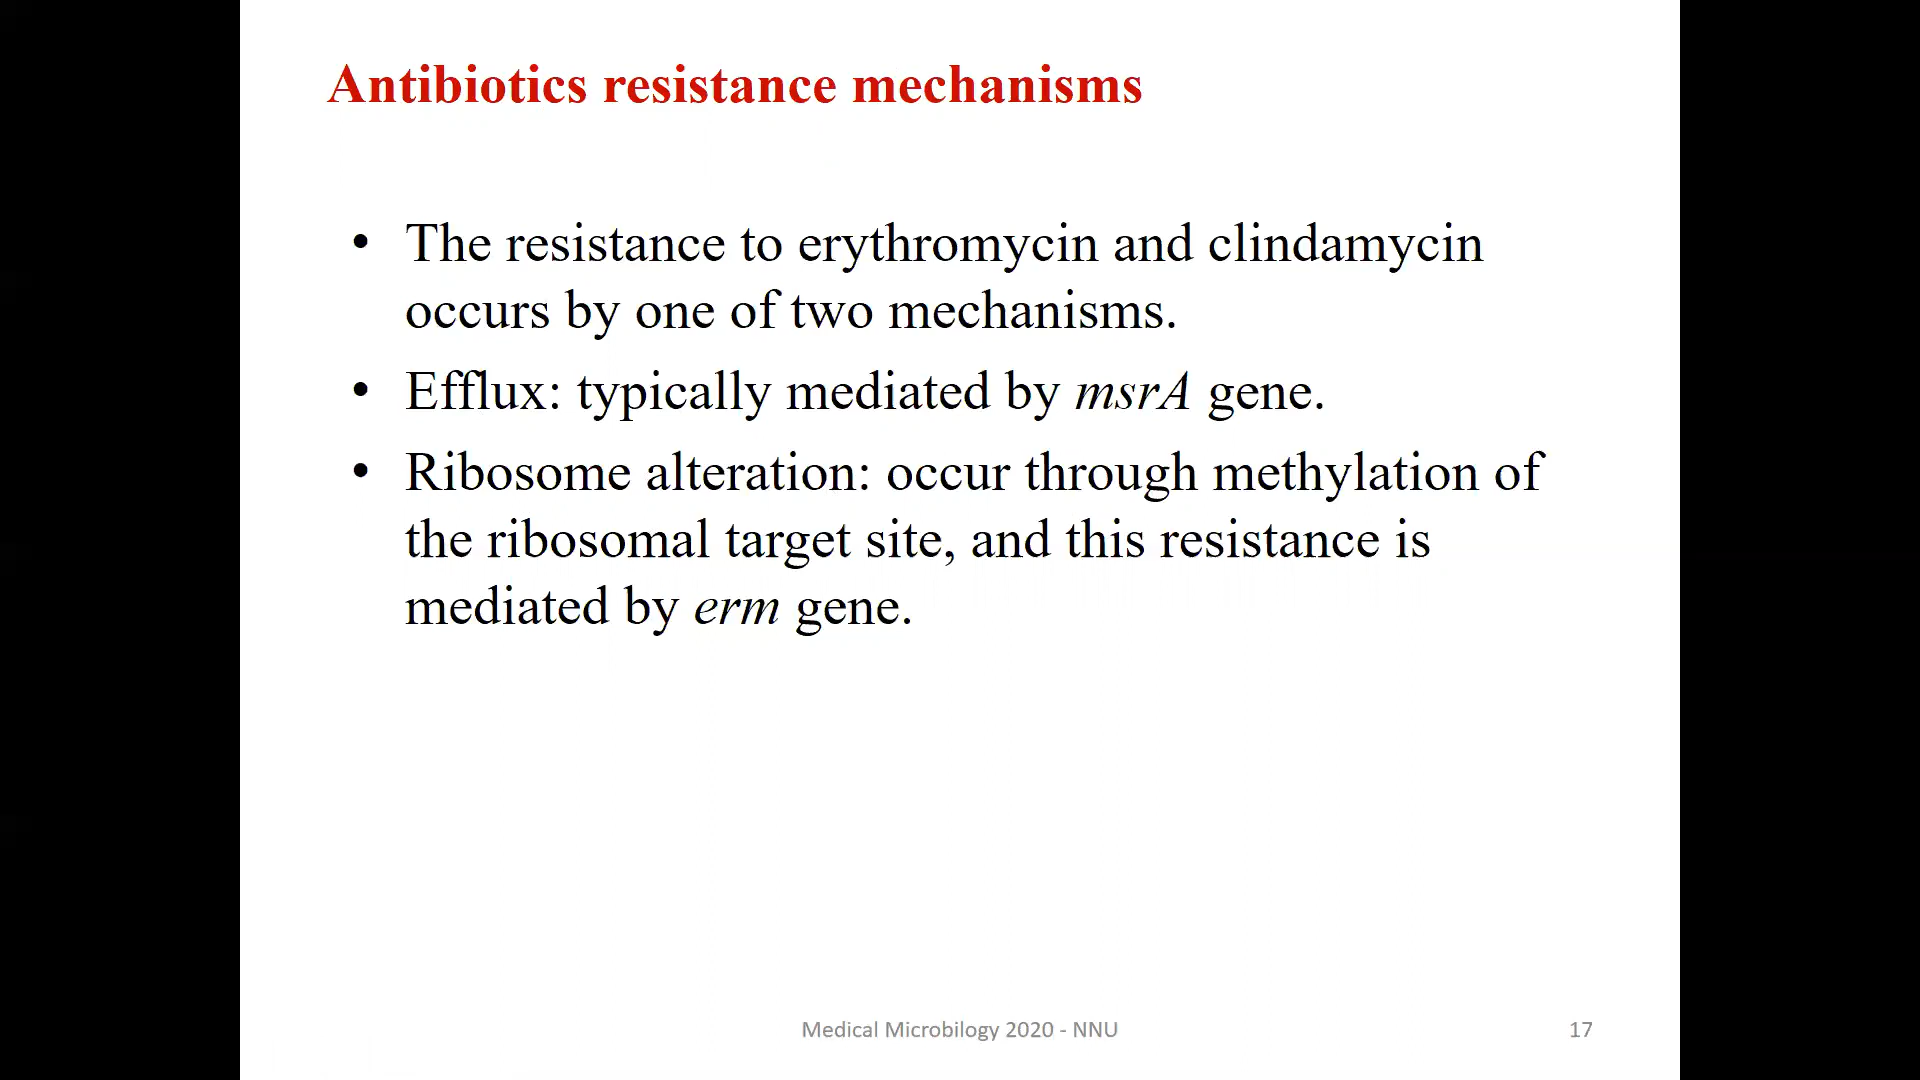 Antibiotics resistance mechanisms
• The resistance to erythromycin and clindamycin
occurs by one of two mechanisms.
• Efflux: typically mediated by msrA gene.
• Ribosome alteration: occur through methylation of
the ribosomal target site, and this resistance is
mediated by erm gene.
Medical Microbilogy 2020 - NNU
17